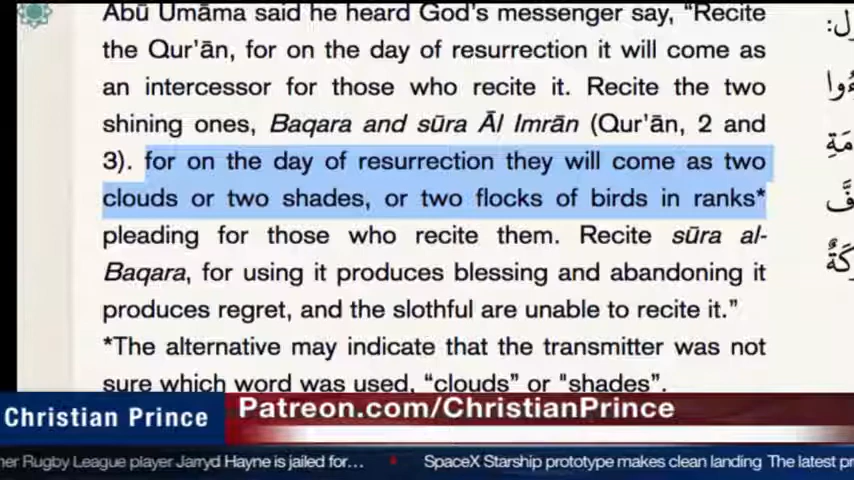 Abū Umāma said he heard God's messenger say, “Recite
the Qur'ān, for on the day of resurrection it will come as
an intercessor for those who recite it. Recite the two
shining ones, Baqara and sūra Āl Imrān (Qur'ān, 2 and
3). for on the day of resurrection they will come as two
clouds or two shades, or two flocks of birds in ranks*
pleading for those who recite them. Recite sūra al-
Baqara, for using it produces blessing and abandoning it
produces regret, and the slothful are unable to recite it.”
*The alternative may indicate that the transmitter was not
sure which word was used, “clouds” or "shades”.
Christian Prince
Patreon.com/ChristianPrince
Rugby League player Jarryd Hayne is jailed for... • SpaceX Starship prototype makes clean landing The latest